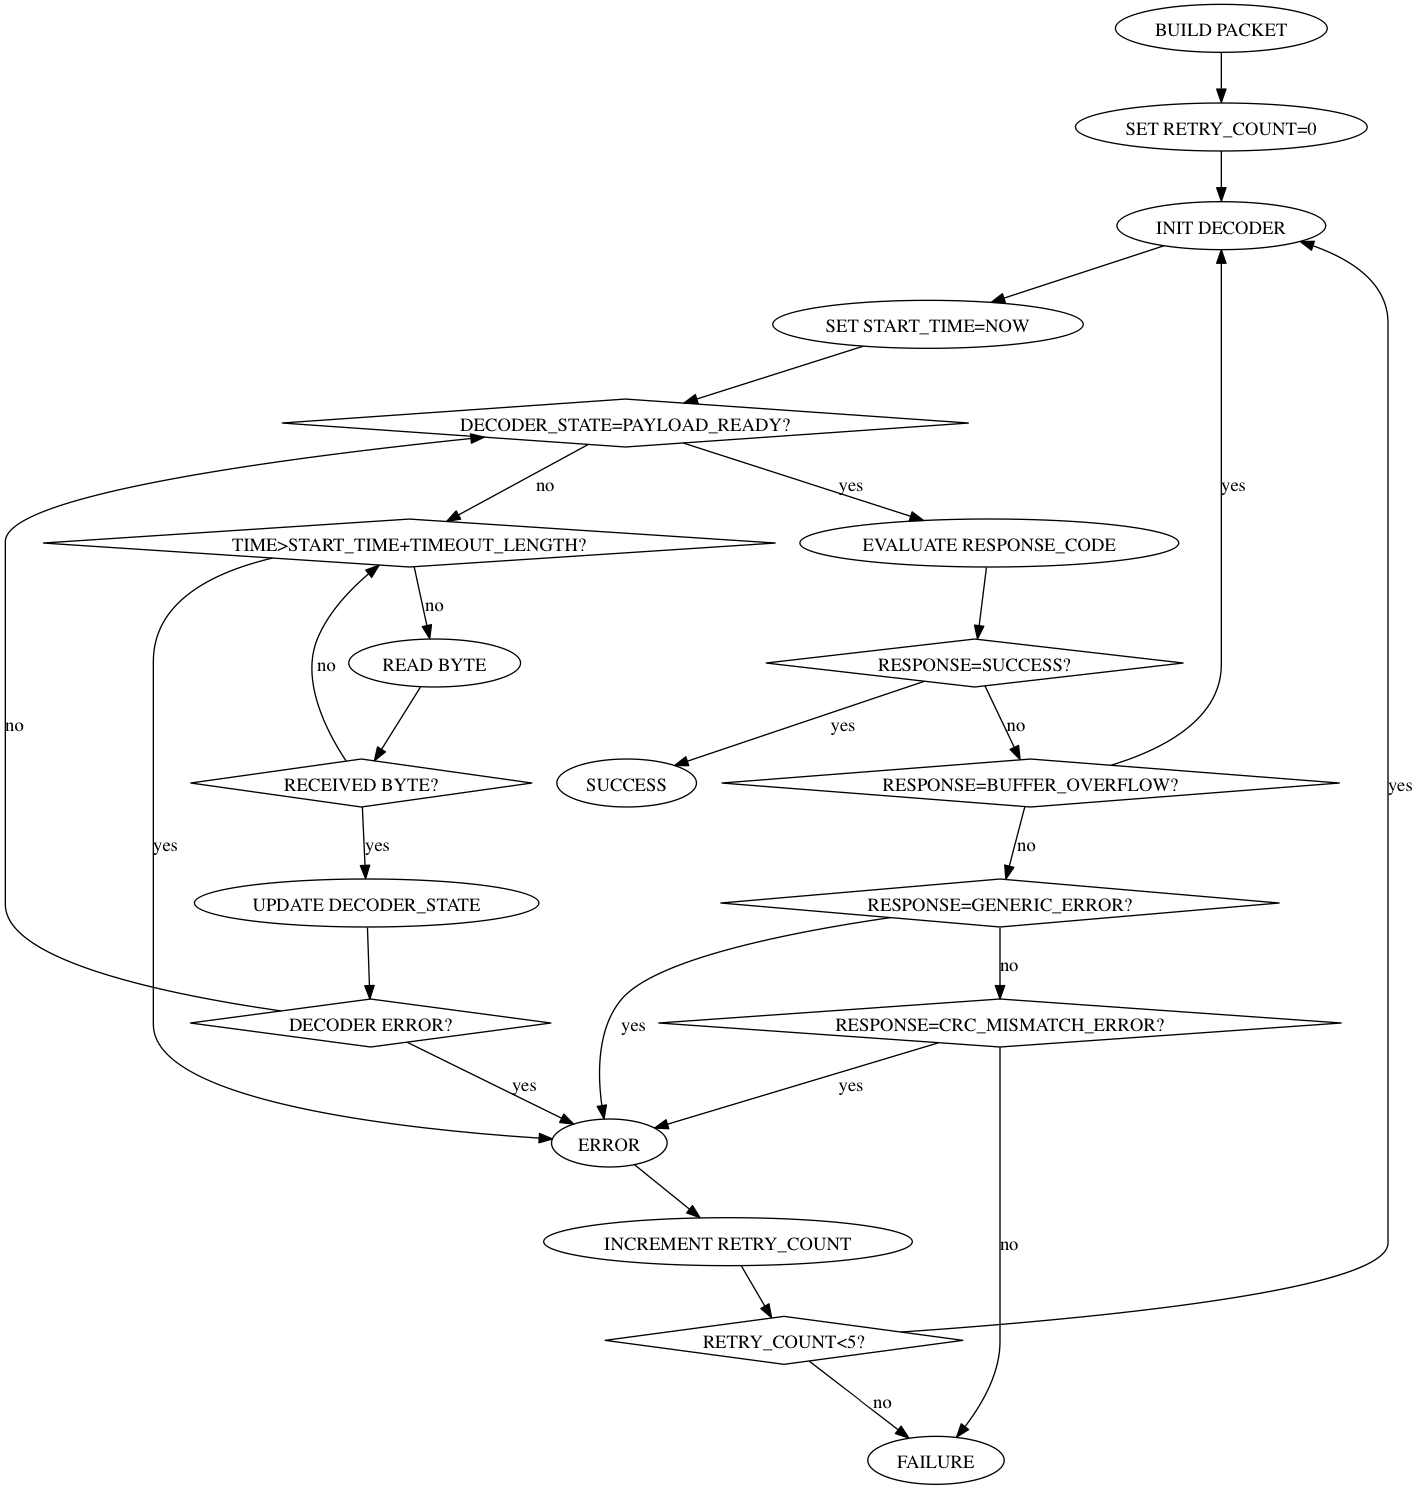 BUILD PACKET
SET RETRY_COUNT=0
INIT DECODER
SET START_TIME=NOW
DECODER_STATE=PAYLOAD_READY?
no
yes
yes
TIME>START_TIME+TIMEOUT_LENGTH?
EVALUATE RESPONSE_CODE
no
no
READ BYTE
RESPONSE=SUCCESS?
no
yes
no
yes
RECEIVED BYTE?
SUCCESS
RESPONSE=BUFFER_OVERFLOW?
yes
yes
no
UPDATE DECODER_STATE
RESPONSE=GENERIC_ERROR?
no
DECODER ERROR?
yes
RESPONSE=CRC_MISMATCH_ERROR?
yes
yes
ERROR
INCREMENT RETRY_COUNT
no
RETRY_COUNT<5?
no
FAILURE